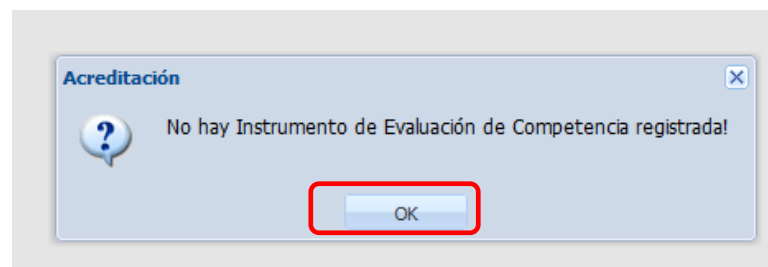 Acreditación
No hay Instrumento de Evaluación de Competencia registrada!
OK